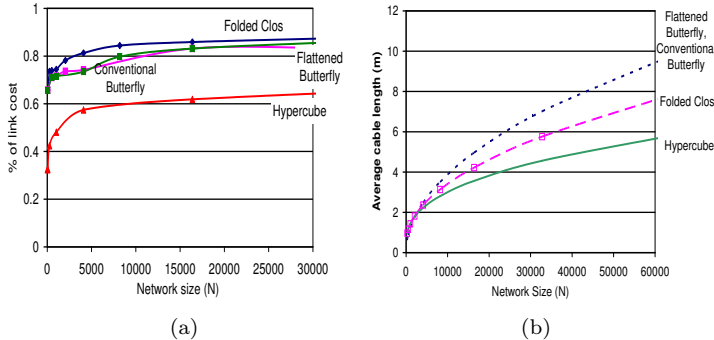 % of link cost
1
0.8
0.6
0.4
0.2
0
0
5000
10000
15000
20000
25000
30000
Folded Clos
Conventional
Butterfly
Flattened
Butterfly
Hypercube
Network size (N)
(a)
Average cable length (m)
12
10
8
6
4
2
0
0
10000
20000
30000
40000
50000
60000
Flattened
Butterfly,
Conventiona
Butterfly
Folded Clos
Hypercube
Network Size (N)
(b)